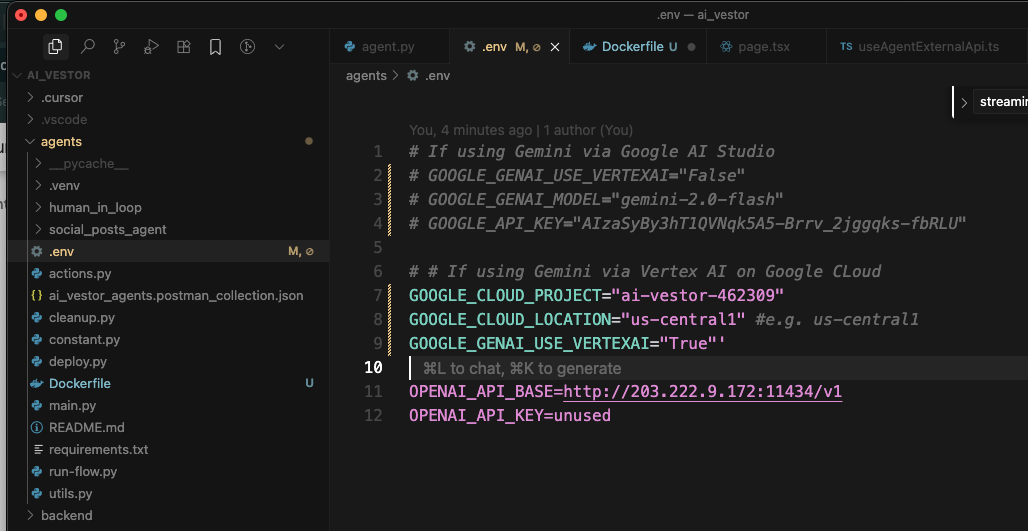 .env — ai_vestor
AI_VESTOR
.cursor
.vscode
agents
__pycache__
.venv
human_in_loop
social_posts_agent
.env M, ⊘
actions.py
ai_vestor_agents.postman_collection.json
cleanup.py
constant.py
deploy.py
Dockerfile U
main.py
README.md
requirements.txt
run-flow.py
utils.py
backend
agent.py
.env M, ⊘
Dockerfile U
page.tsx
TS useAgentExternalApi.ts
agents > .env
streamin
You, 4 minutes ago | 1 author (You)
1 # If using Gemini via Google AI Studio
2 # GOOGLE_GENAI_USE_VERTEXAI="False"
3 # GOOGLE_GENAI_MODEL="gemini-2.0-flash"
4 # GOOGLE_API_KEY="AIzaSyBy3hT1QVNqk5A5-Brrv_2jggqks-fbRLU"
5
6 # # If using Gemini via Vertex AI on Google CLoud
7 GOOGLE_CLOUD_PROJECT="ai-vestor-462309"
8 GOOGLE_CLOUD_LOCATION="us-central1" #e.g. us-central1
9 GOOGLE_GENAI_USE_VERTEXAI="True"'
10 ⌘L to chat, ⌘K to generate
11 OPENAI_API_BASE=http://203.222.9.172:11434/v1
12 OPENAI_API_KEY=unused